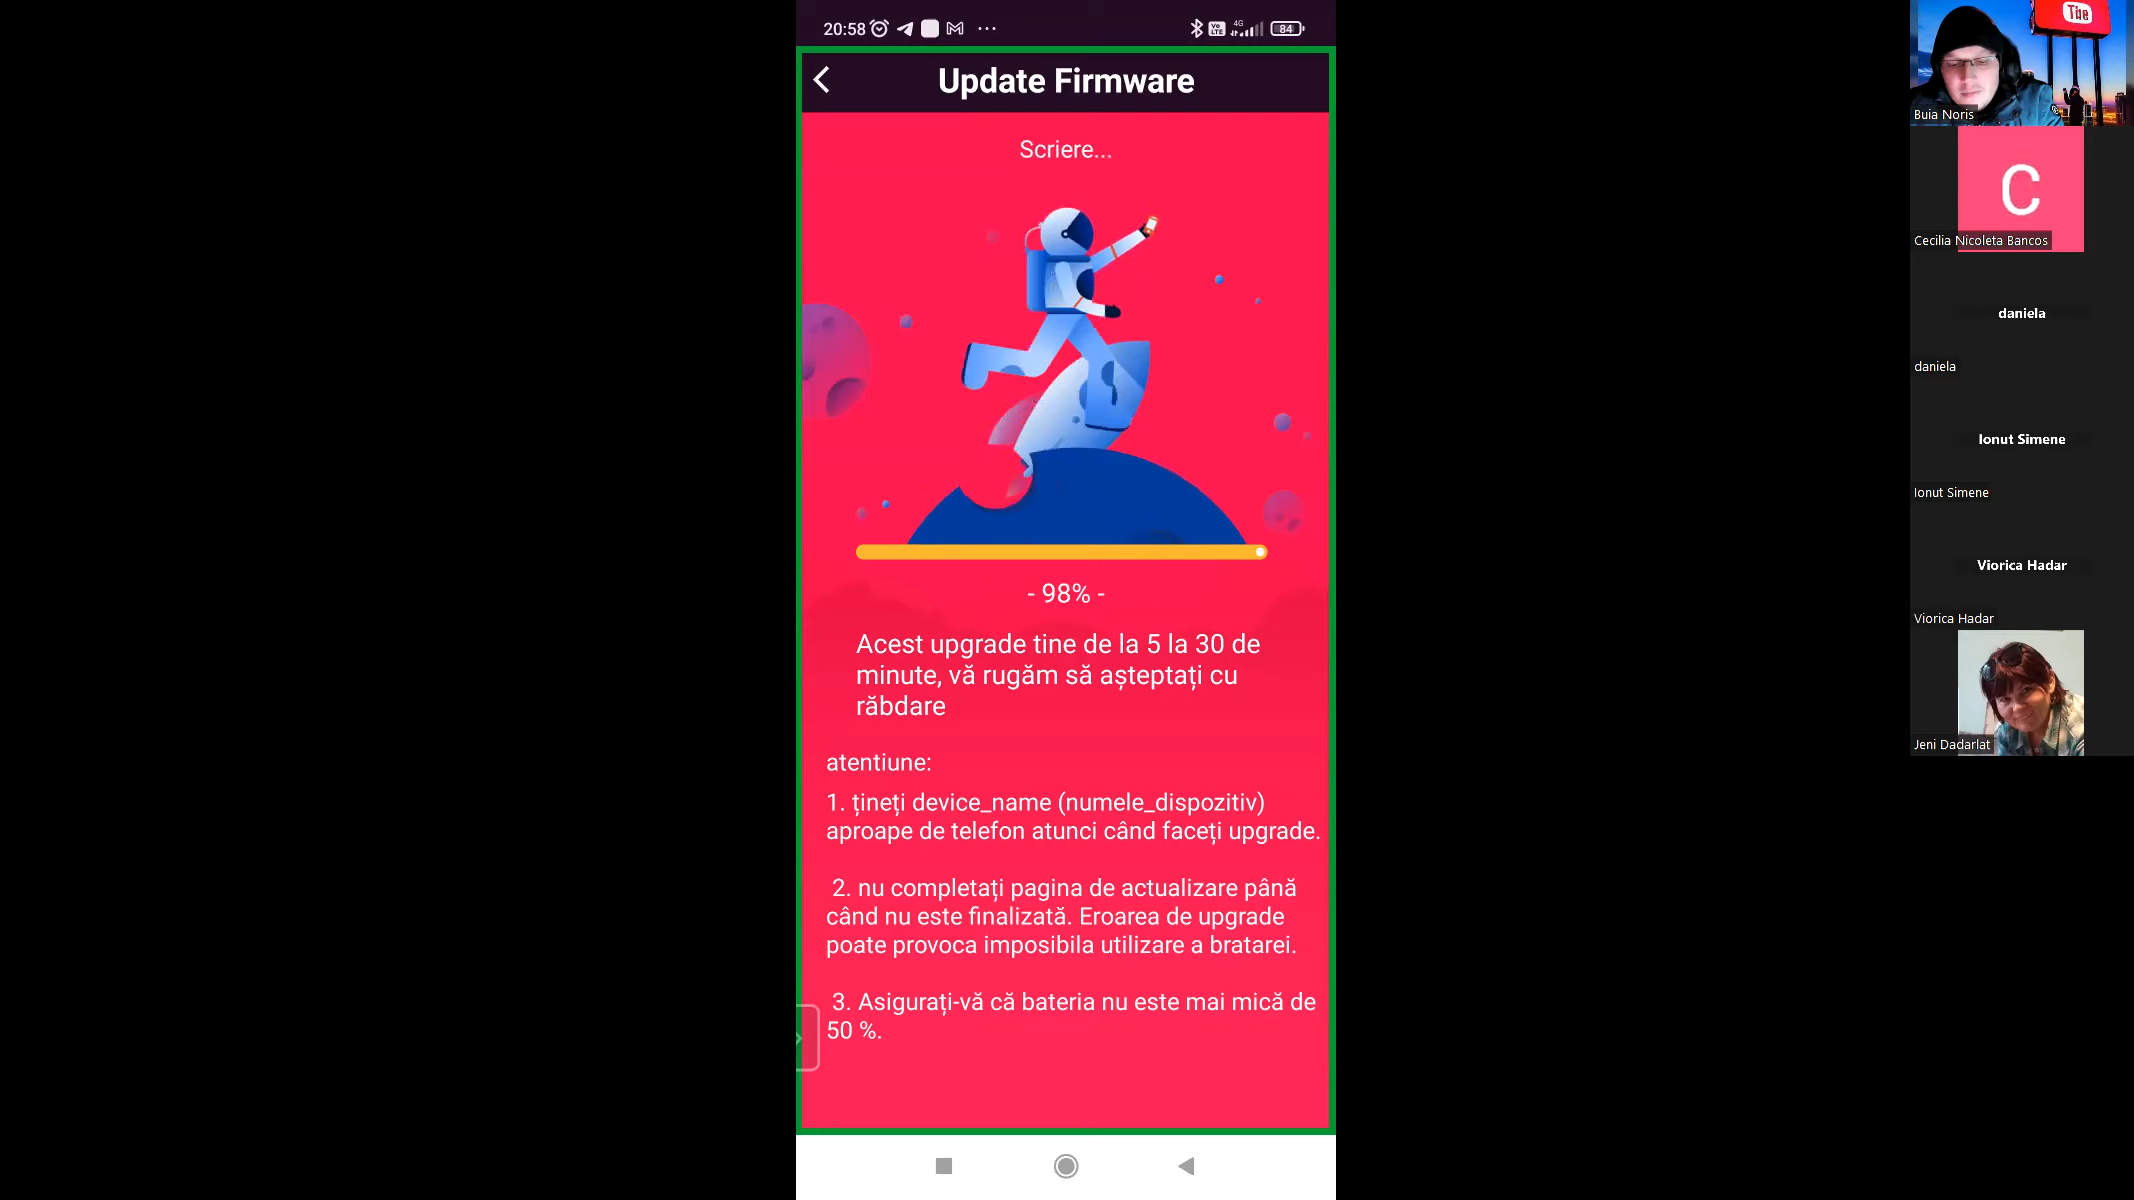 20:58
4G
Vo
LTE
84
Update Firmware
Scriere...
- 98% -
Acest upgrade tine de la 5 la 30 de
minute, vă rugăm să așteptați cu
răbdare
atentiune:
1. țineți device_name (numele_dispozitiv)
aproape de telefon atunci când faceți upgrade.
2. nu completați pagina de actualizare până
când nu este finalizată. Eroarea de upgrade
poate provoca imposibila utilizare a bratarei.
3. Asigurați-vă că bateria nu este mai mică de
50 %.
Buia Noris
C
Cecilia Nicoleta Bancos
daniela
daniela
Ionut Simene
Ionut Simene
Viorica Hadar
Viorica Hadar
Jeni Dadarlat